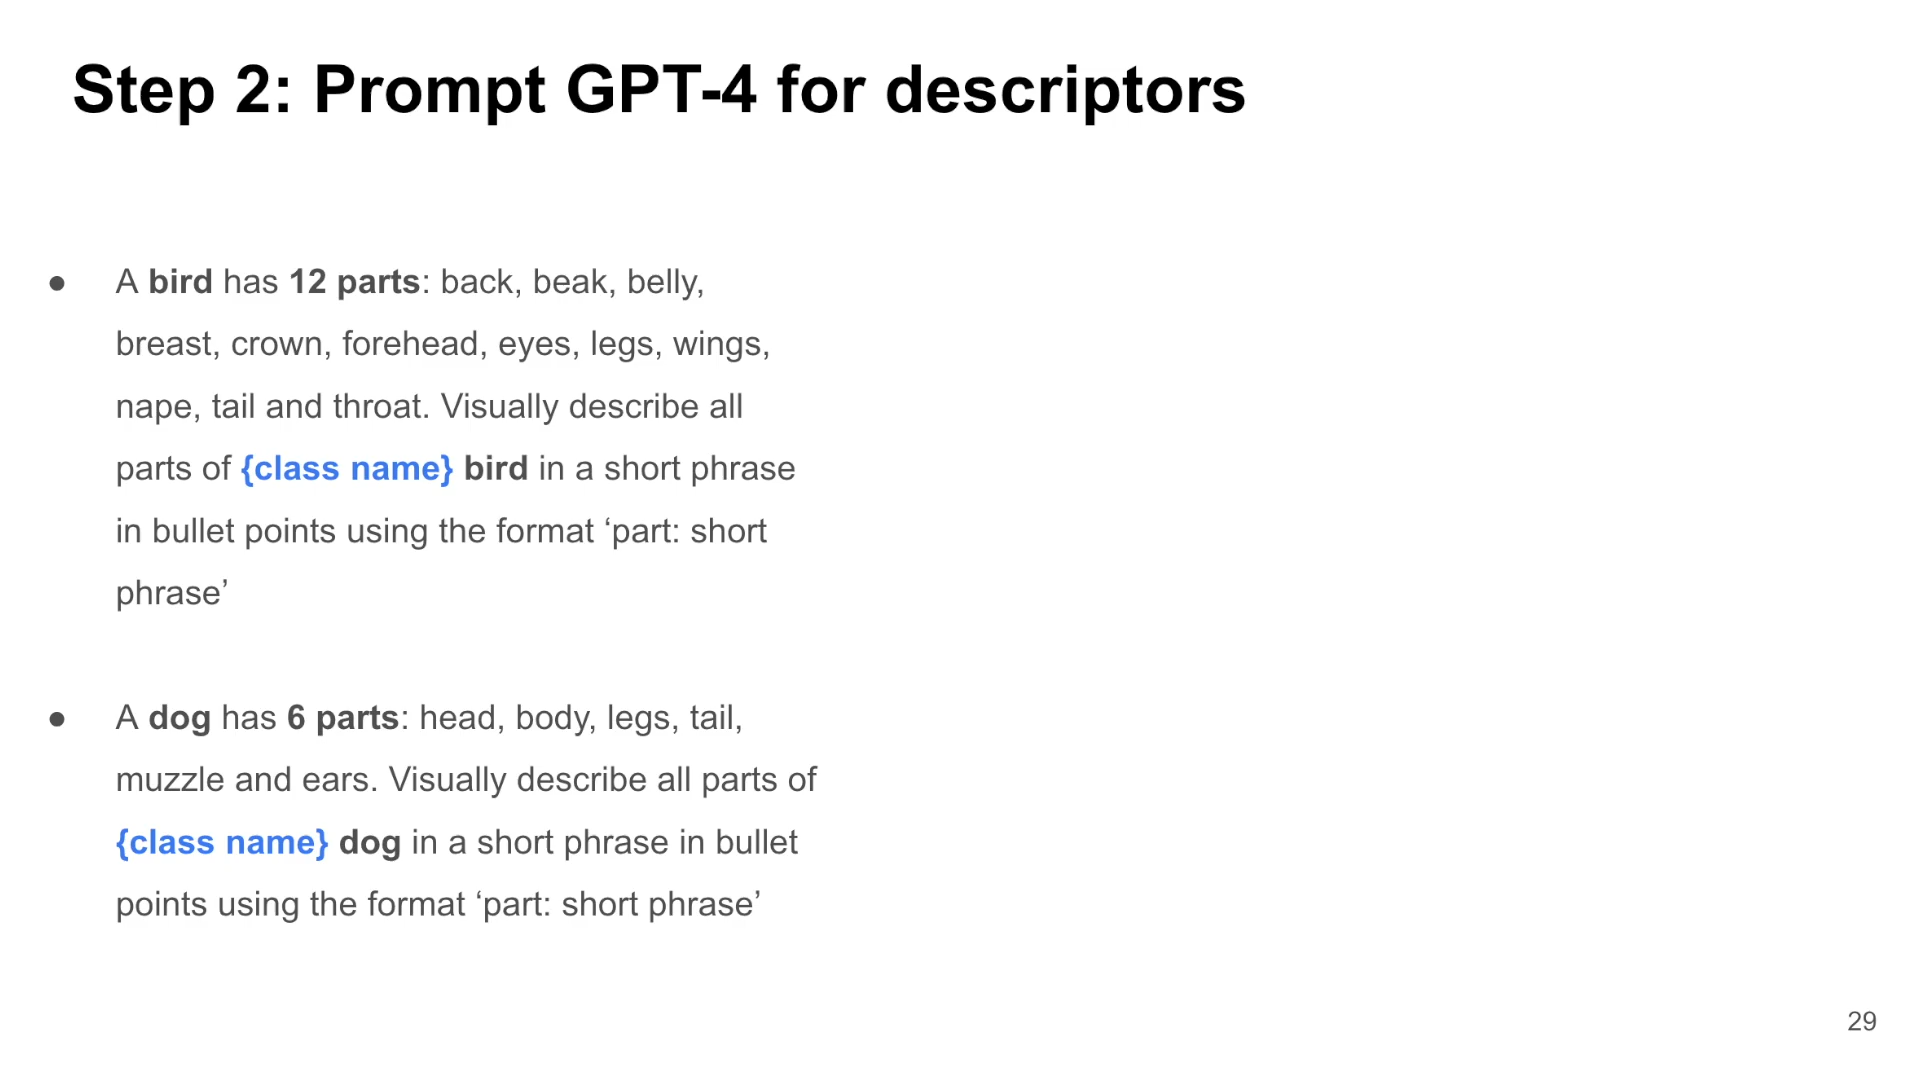 Step 2: Prompt GPT-4 for descriptors
● A bird has 12 parts: back, beak, belly,
breast, crown, forehead, eyes, legs, wings,
nape, tail and throat. Visually describe all
parts of {class name} bird in a short phrase
in bullet points using the format ‘part: short
phrase’
● A dog has 6 parts: head, body, legs, tail,
muzzle and ears. Visually describe all parts of
{class name} dog in a short phrase in bullet
points using the format ‘part: short phrase’
29